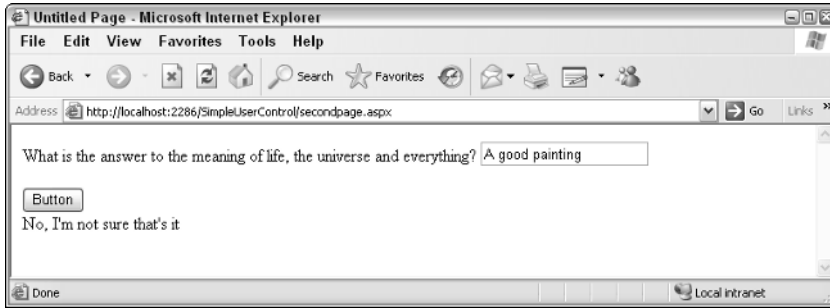 Untitled Page - Microsoft Internet Explorer
File Edit View Favorites Tools Help
Back Search Favorites
Address http://localhost:2286/SimpleUserControl/secondpage.aspx Go Links »
What is the answer to the meaning of life, the universe and everything? A good painting
Button
No, I'm not sure that's it
Done Local intranet